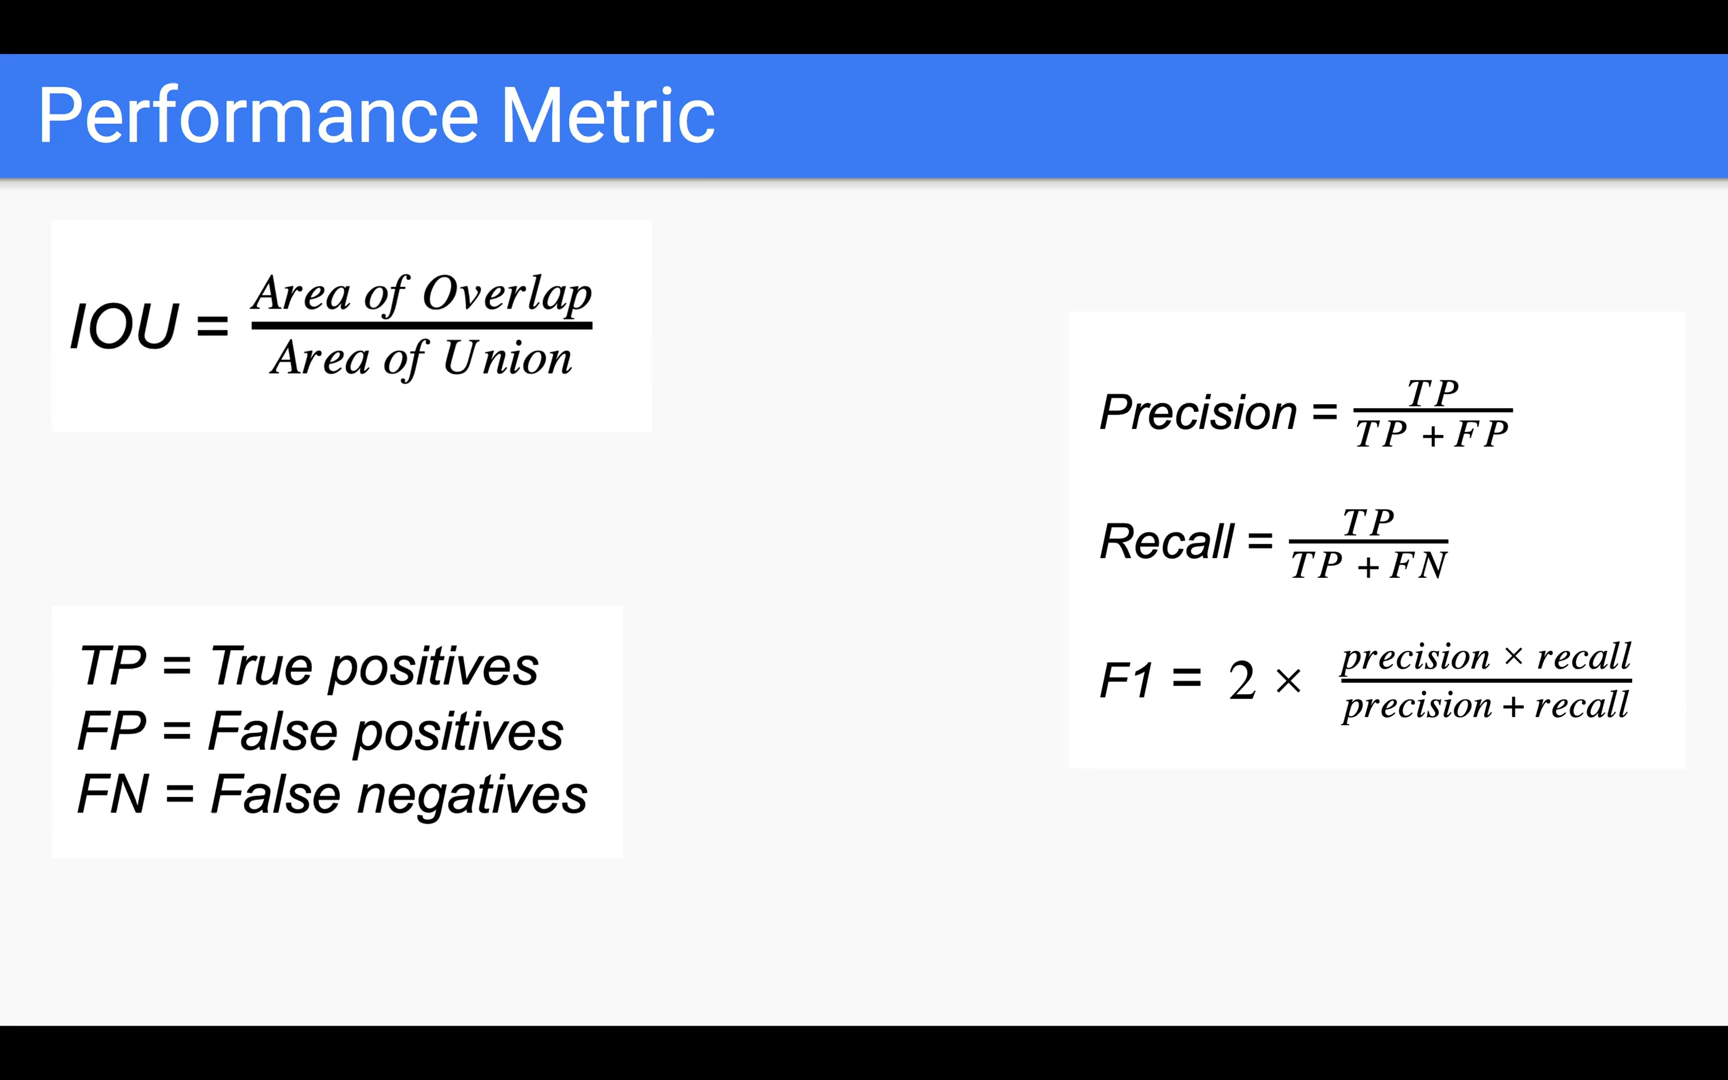 Performance Metric
IOU = Area of Overlap
Area of Union
TP = True positives
FP = False positives
FN = False negatives
Precision = TP
TP + FP
Recall = TP
TP + FN
F1 = 2 × precision × recall
precision + recall